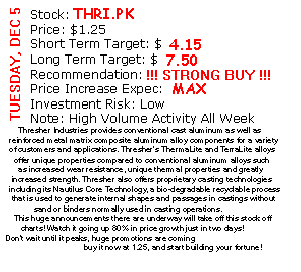 TUESDAY, DEC 5
Stock: THRI.PK
Price: $1.25
Short Term Target: $ 4.15
Long Term Target: $ 7.50
Recommendation: !!! STRONG BUY !!!
Price Increase Expec: MAX
Investment Risk: Low
Note: High Volume Activity All Week
Thresher Industries provides conventional cast aluminum as well as
reinforced metal matrix composite aluminum alloy components for a variety
of customers and applications. Thresher's ThermaLite and TerraLite alloys
offer unique properties compared to conventional aluminum alloys such
as increased wear resistance, unique thermal properties and greatly
increased strength. Thresher also offers proprietary casting technologies
including its Nautilus Core Technology, a bio-degradable recyclable process
that is used to generate internal shapes and passages in castings without
sand or binders normally used in casting operations.
This huge announcements there are underway will take off this stock off
charts! Watch it going up 80% in price growth just in two days!
Don't wait until it peaks, huge promotions are coming
buy it now at 1.25, and start building your fortune!